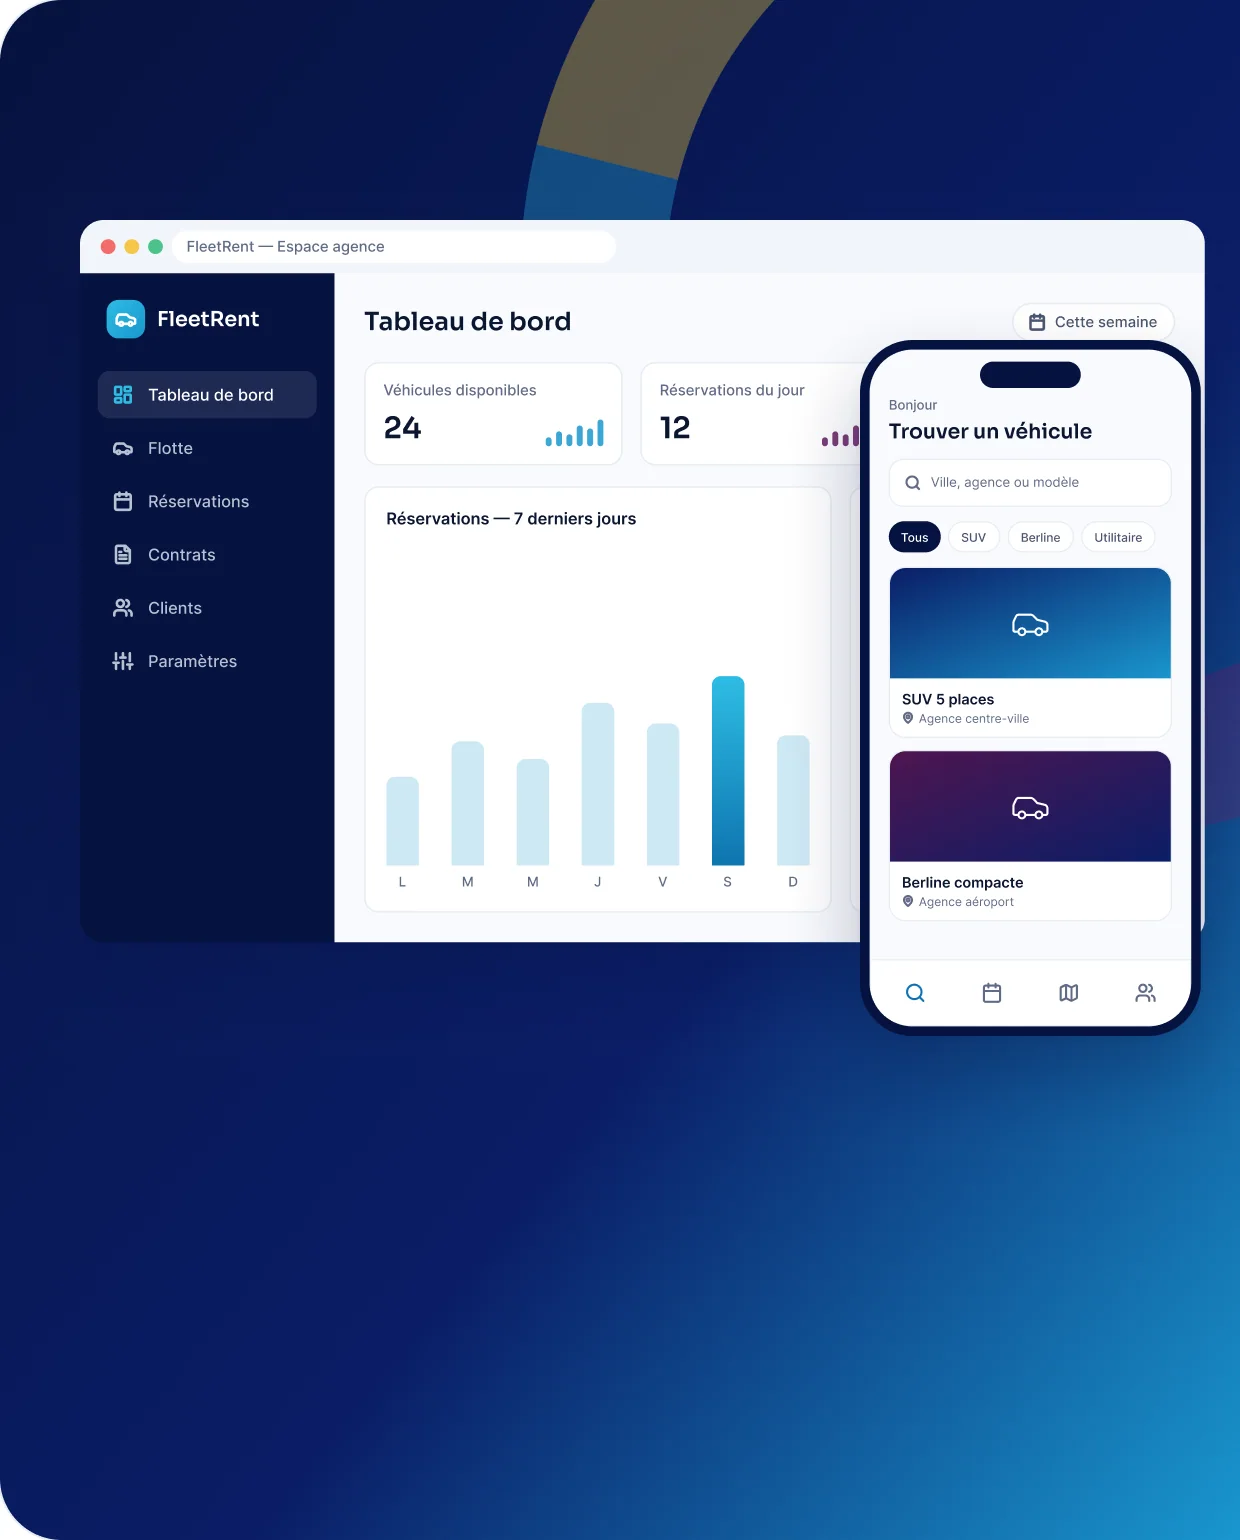 FleetRent — Espace agence
FleetRent
Tableau de bord
Flotte
Réservations
Contrats
Clients
Paramètres
Tableau de bord
Cette semaine
Véhicules disponibles
24
Réservations du jour
12
Réservations — 7 derniers jours
L M M J V S D
Bonjour
Trouver un véhicule
Ville, agence ou modèle
Tous SUV Berline Utilitaire
SUV 5 places
Agence centre-ville
Berline compacte
Agence aéroport